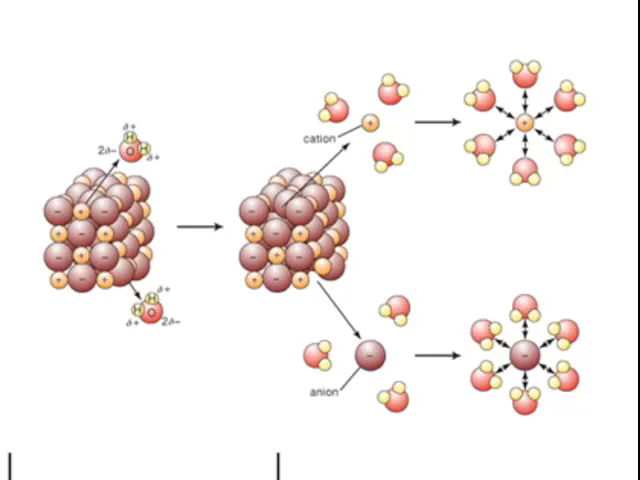 δ+
H
2δ– O H
δ+
– + –
+ – +
– + –
+ – +
δ+
H
H O
δ+ 2δ–
cation
+
– –
+ – +
– + –
+ – +
anion
–
+
–